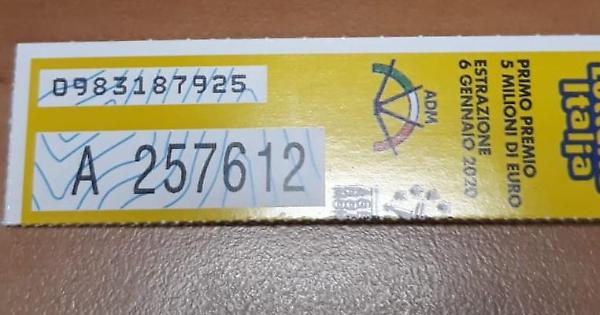 0983187925
A 257612
ADM
PRIMO PREMIO
5 MILIONI DI EURO
ESTRAZIONE
6 GENNAIO 2020
Italia